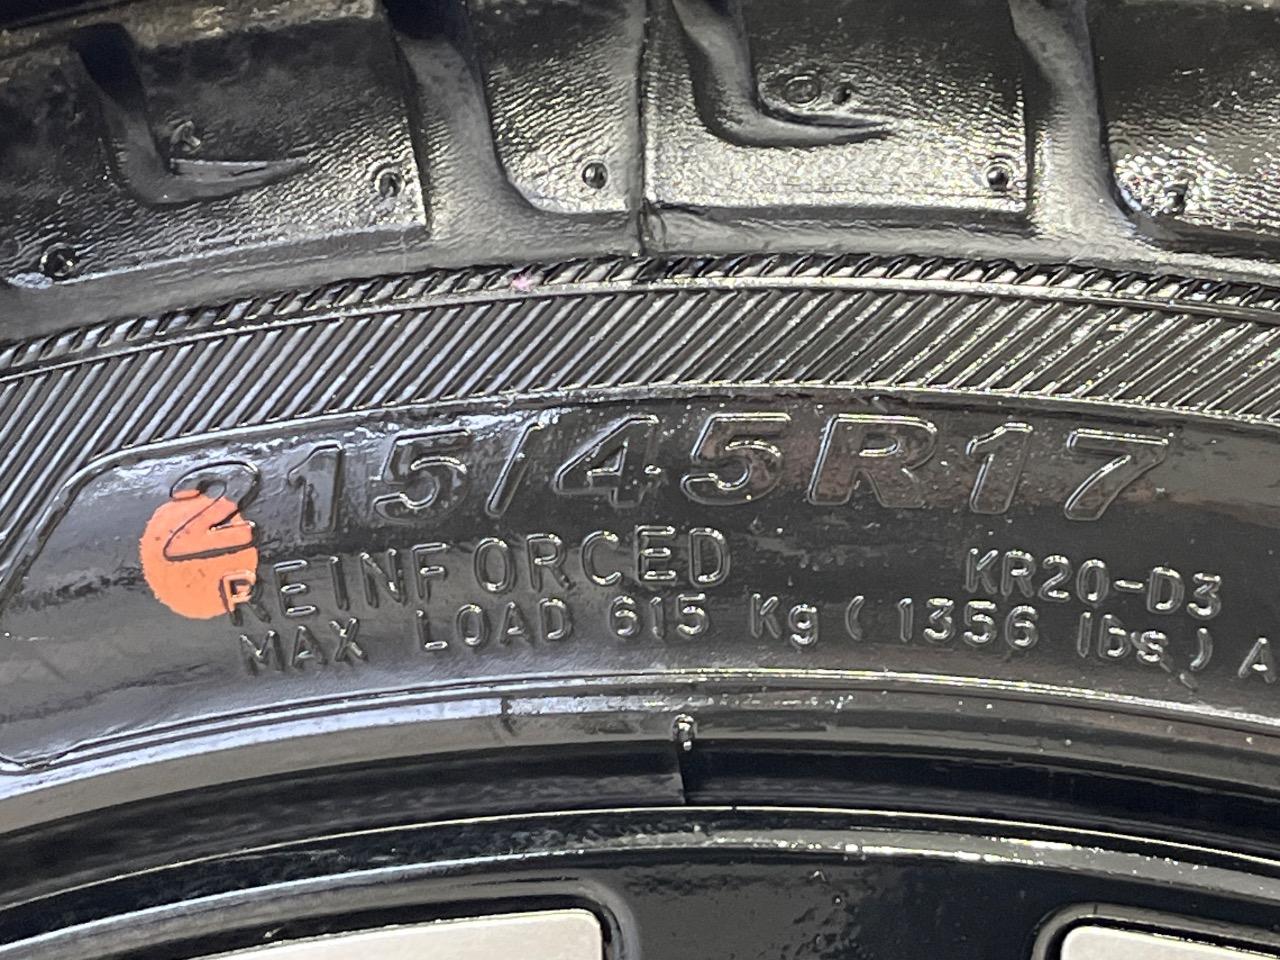 215/45R17
REINFORCED
KR20-D3
MAX LOAD 615 Kg (1356 lbs.) A